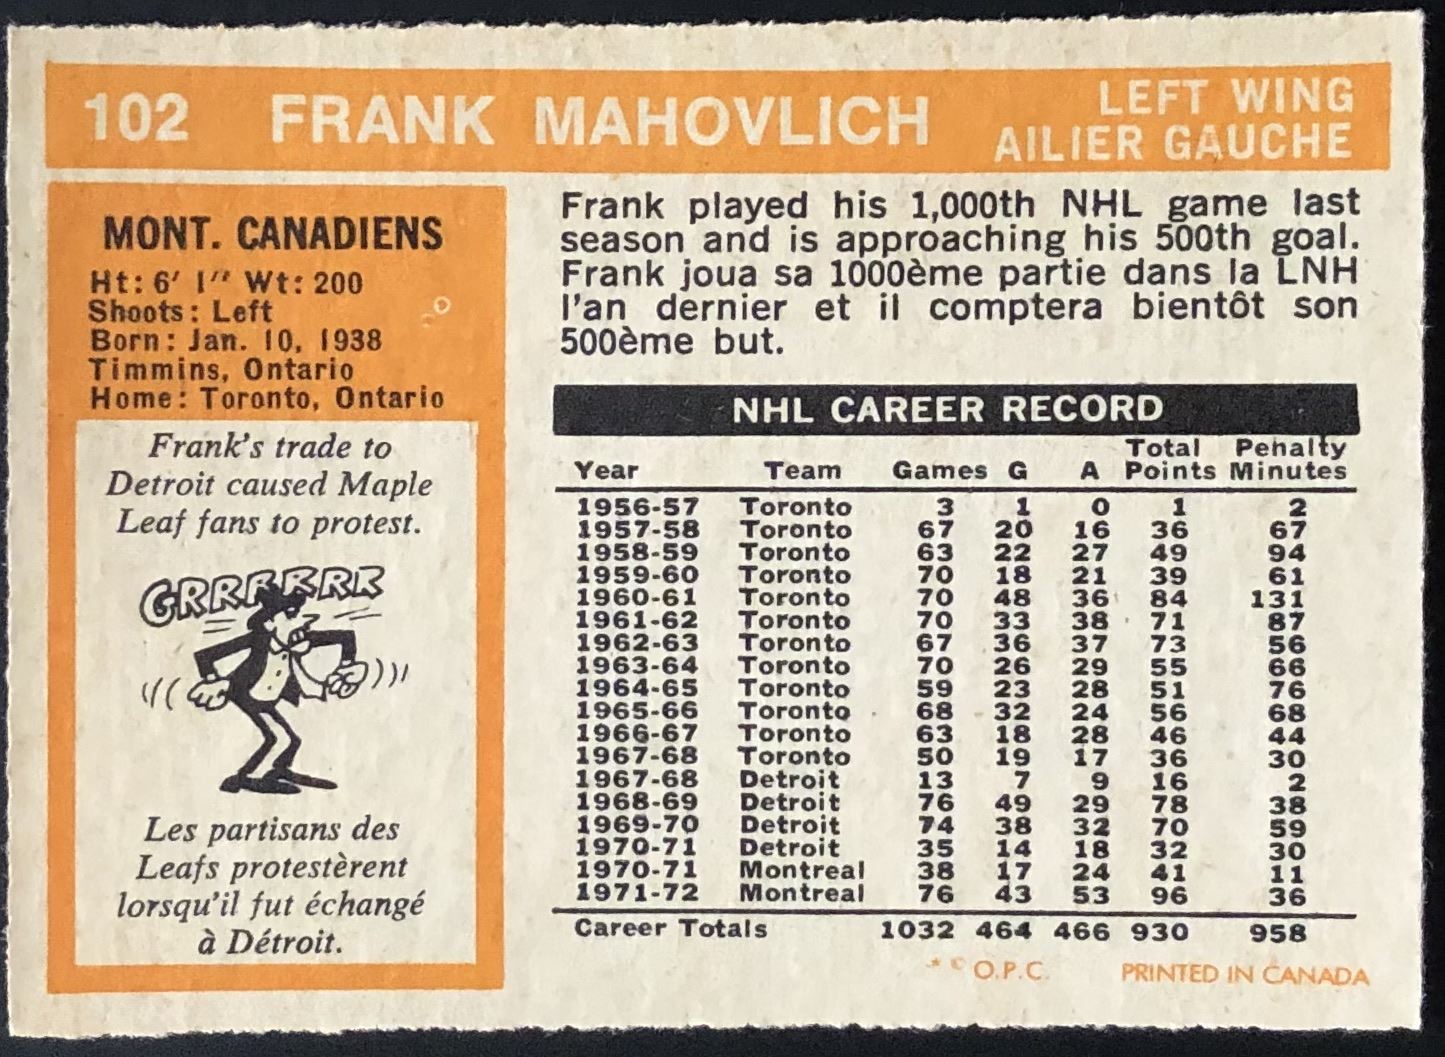 102 FRANK MAHOVLICH
LEFT WING
AILIER GAUCHE
MONT. CANADIENS
Ht: 6' 1" Wt: 200
Shoots: Left
Born: Jan. 10, 1938
Timmins, Ontario
Home: Toronto, Ontario
Frank's trade to
Detroit caused Maple
Leaf fans to protest.
GRRRRRR
Les partisans des
Leafs protestèrent
lorsqu'il fut échangé
à Détroit.
Frank played his 1,000th NHL game last
season and is approaching his 500th goal.
Frank joua sa 1000ème partie dans la LNH
l'an dernier et il comptera bientôt son
500ème but.
NHL CAREER RECORD
Total Penalty
Year Team Games G A Points Minutes
1956-57 Toronto 3 1 0 1 2
1957-58 Toronto 67 20 16 36 67
1958-59 Toronto 63 22 27 49 94
1959-60 Toronto 70 18 21 39 61
1960-61 Toronto 70 48 36 84 131
1961-62 Toronto 70 33 38 71 87
1962-63 Toronto 67 36 37 73 56
1963-64 Toronto 70 26 29 55 66
1964-65 Toronto 59 23 28 51 76
1965-66 Toronto 68 32 24 56 68
1966-67 Toronto 63 18 28 46 44
1967-68 Toronto 50 19 17 36 30
1967-68 Detroit 13 7 9 16 2
1968-69 Detroit 76 49 29 78 38
1969-70 Detroit 74 38 32 70 59
1970-71 Detroit 35 14 18 32 30
1970-71 Montreal 38 17 24 41 11
1971-72 Montreal 76 43 53 96 36
Career Totals 1032 464 466 930 958
* © O.P.C. PRINTED IN CANADA